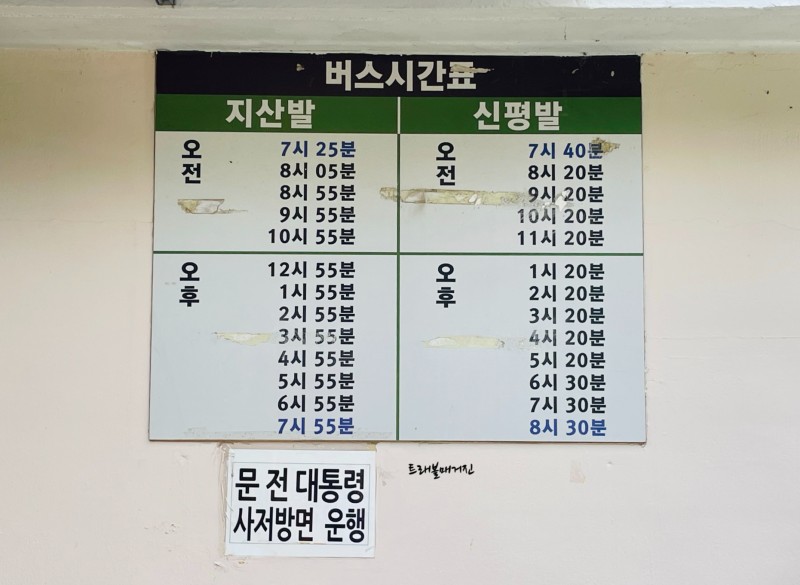 버스시간표
지산발
오전
7시 25분
8시 05분
8시 55분
9시 55분
10시 55분
오후
12시 55분
1시 55분
2시 55분
3시 55분
4시 55분
5시 55분
6시 55분
7시 55분
신평발
오전
7시 40분
8시 20분
9시 20분
10시 20분
11시 20분
오후
1시 20분
2시 20분
3시 20분
4시 20분
5시 20분
6시 30분
7시 30분
8시 30분
문 전 대통령
사저방면 운행
트래블매거진